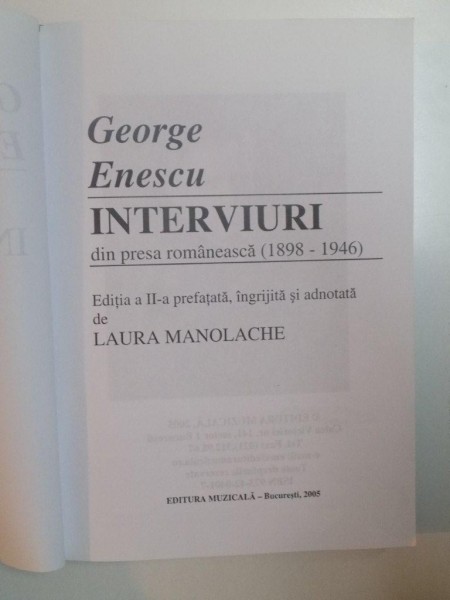 George
Enescu
INTERVIURI
din presa românească (1898 - 1946)
Ediţia a II-a prefaţată, îngrijită şi adnotată
de
LAURA MANOLACHE
EDITURA MUZICALĂ – Bucureşti, 2005